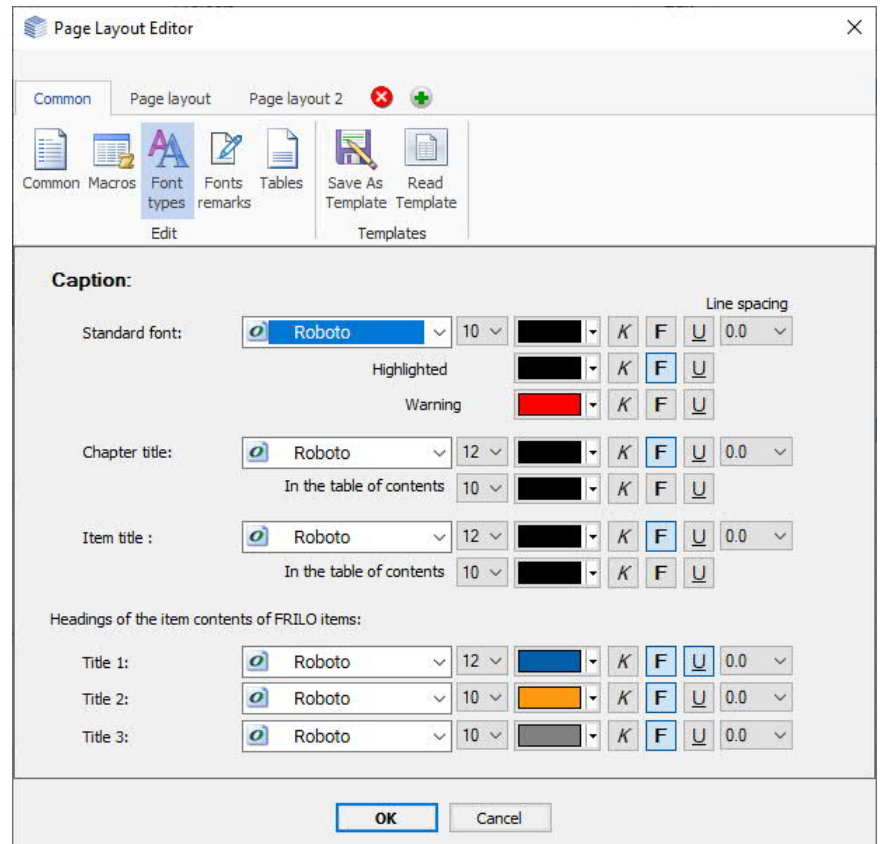 Page Layout Editor
Common Page layout Page layout 2
Common Macros Font types Fonts remarks Tables Save As Template Read Template
Edit Templates
Caption:
Line spacing
Standard font: Roboto 10 K F U 0.0
Highlighted K F U
Warning K F U
Chapter title: Roboto 12 K F U 0.0
In the table of contents 10 K F U
Item title : Roboto 12 K F U 0.0
In the table of contents 10 K F U
Headings of the item contents of FRILO items:
Title 1: Roboto 12 K F U 0.0
Title 2: Roboto 10 K F U 0.0
Title 3: Roboto 10 K F U 0.0
OK Cancel